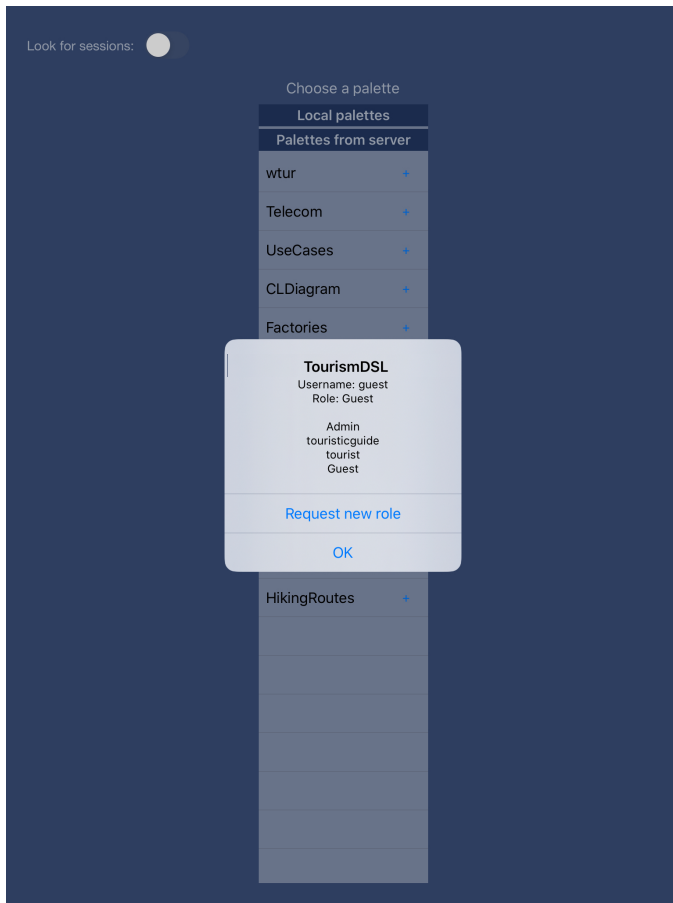 Look for sessions:
Choose a palette
Local palettes
Palettes from server
wtur +
Telecom +
UseCases +
CLDiagram +
Factories +
TourismDSL
Username: guest
Role: Guest
Admin
touristicguide
tourist
Guest
Request new role
OK
HikingRoutes +